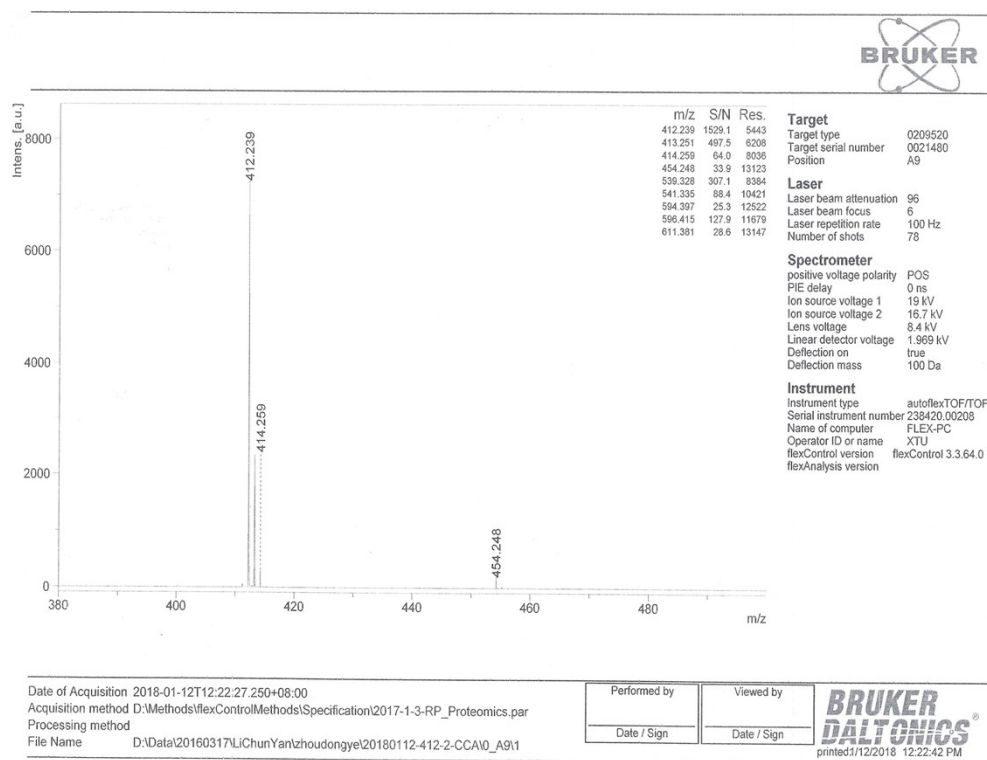 BRUKER
Intens. [a.u.]
8000
6000
4000
2000
0
412.239
414.259
454.248
380
400
420
440
460
480
m/z
m/z S/N Res.
412.239 1529.1 5443
413.251 497.5 6208
414.259 64.0 8036
454.248 33.9 13123
539.328 307.1 8384
541.335 88.4 10421
594.397 25.3 12522
596.415 127.9 11679
611.381 28.6 13147
Target
Target type 0209520
Target serial number 0021480
Position A9
Laser
Laser beam attenuation 96
Laser beam focus 6
Laser repetition rate 100 Hz
Number of shots 78
Spectrometer
positive voltage polarity POS
PIE delay 0 ns
Ion source voltage 1 19 kV
Ion source voltage 2 16.7 kV
Lens voltage 8.4 kV
Linear detector voltage 1.969 kV
Deflection on true
Deflection mass 100 Da
Instrument
Instrument type autoflexTOF/TOF
Serial instrument number 238420.00208
Name of computer FLEX-PC
Operator ID or name XTU
flexControl version flexControl 3.3.64.0
flexAnalysis version
Date of Acquisition 2018-01-12T12:22:27.250+08:00
Acquisition method D:\Methods\flexControlMethods\Specification\2017-1-3-RP_Proteomics.par
Processing method
File Name D:\Data\20160317\LiChunYan\zhoudongye\20180112-412-2-CCA\0_A9\1
Performed by
Date / Sign
Viewed by
Date / Sign
BRUKER
DALTONICS®
printed:1/12/2018 12:22:42 PM